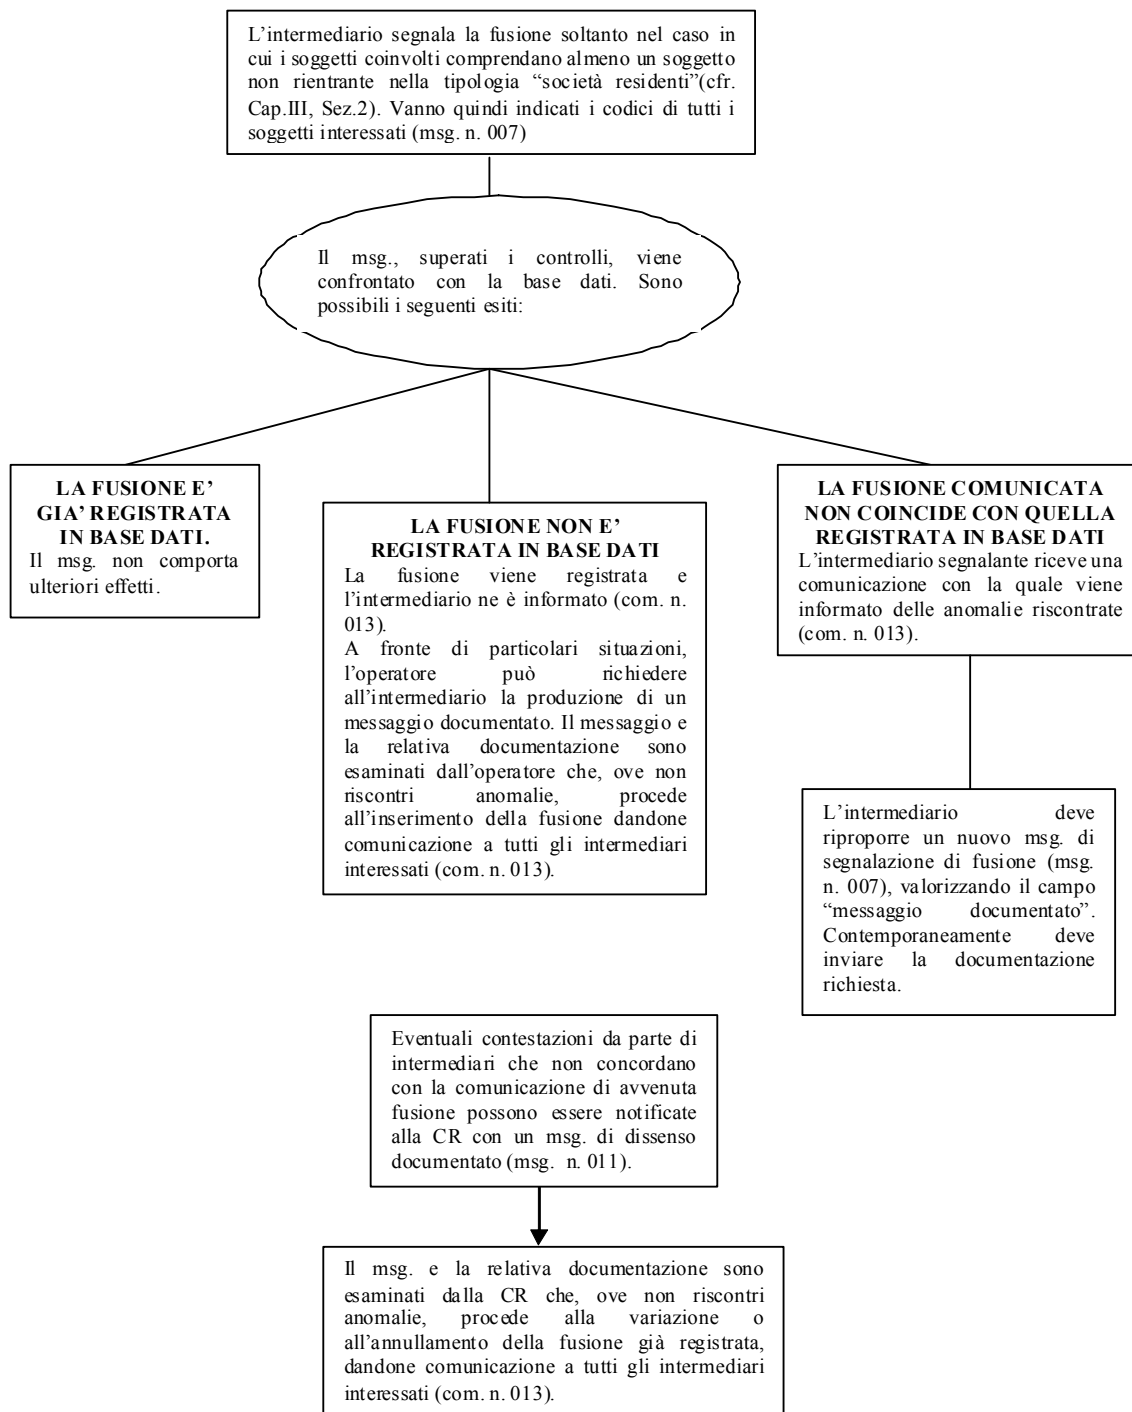 L’intermediario segnala la fusione soltanto nel caso in
cui i soggetti coinvolti comprendano almeno un soggetto
non rientrante nella tipologia “società residenti”(cfr.
Cap.III, Sez.2). Vanno quindi indicati i codici di tutti i
soggetti interessati (msg. n. 007)
Il msg., superati i controlli, viene
confrontato con la base dati. Sono
possibili i seguenti esiti:
LA FUSIONE E’
GIA’ REGISTRATA
IN BASE DATI.
Il msg. non comporta
ulteriori effetti.
LA FUSIONE NON E’
REGISTRATA IN BASE DATI
La fusione viene registrata e
l’intermediario ne è informato (com. n.
013).
A fronte di particolari situazioni,
l’operatore può richiedere
all’intermediario la produzione di un
messaggio documentato. Il messaggio e
la relativa documentazione sono
esaminati dall’operatore che, ove non
riscontri anomalie, procede
all’inserimento della fusione dandone
comunicazione a tutti gli intermediari
interessati (com. n. 013).
LA FUSIONE COMUNICATA
NON COINCIDE CON QUELLA
REGISTRATA IN BASE DATI
L’intermediario segnalante riceve una
comunicazione con la quale viene
informato delle anomalie riscontrate
(com. n. 013).
L’intermediario deve
riproporre un nuovo msg. di
segnalazione di fusione (msg.
n. 007), valorizzando il campo
“messaggio documentato”.
Contemporaneamente deve
inviare la documentazione
richiesta.
Eventuali contestazioni da parte di
intermediari che non concordano
con la comunicazione di avvenuta
fusione possono essere notificate
alla CR con un msg. di dissenso
documentato (msg. n. 011).
Il msg. e la relativa documentazione sono
esaminati dalla CR che, ove non riscontri
anomalie, procede alla variazione o
all’annullamento della fusione già registrata,
dandone comunicazione a tutti gli intermediari
interessati (com. n. 013).